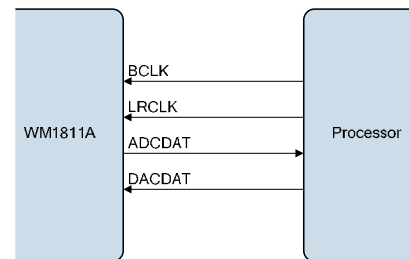 BCLK
LRCLK
WM1811A
ADCDAT
Processor
DACDAT